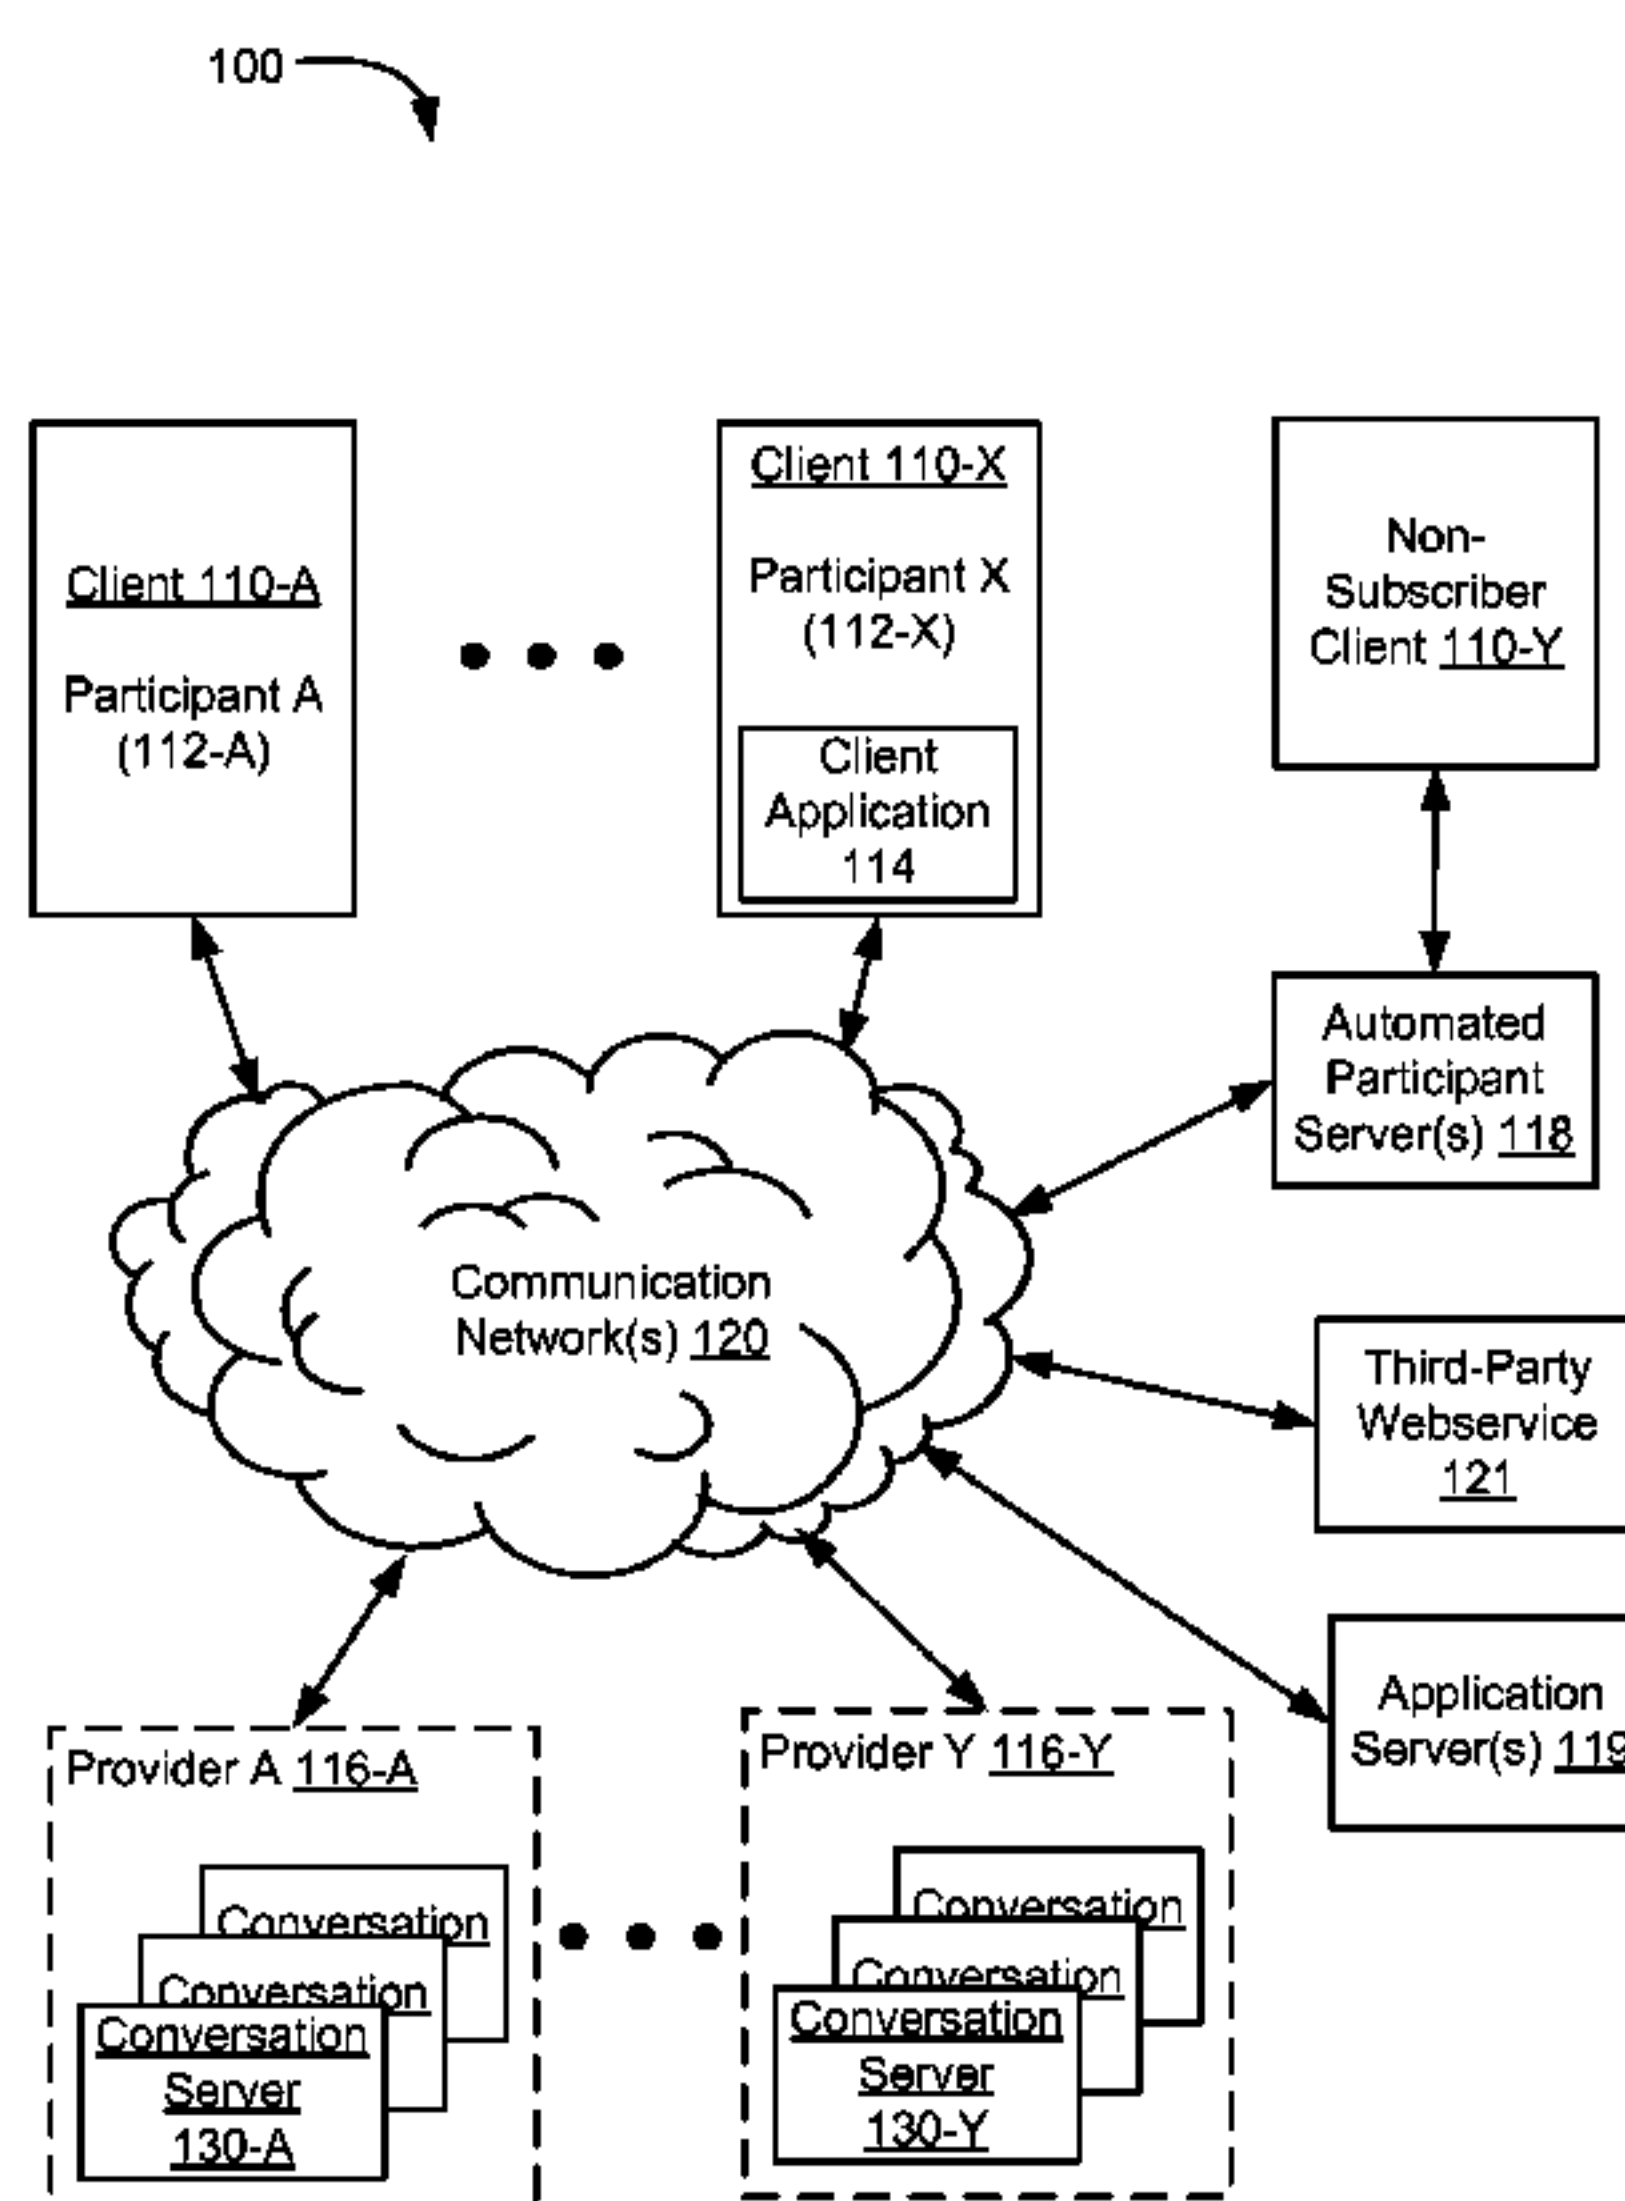 100
Client 110-A
Participant A
(112-A)
Client 110-X
Participant X
(112-X)
Client
Application
114
Non-
Subscriber
Client 110-Y
Automated
Participant
Server(s) 118
Communication
Network(s) 120
Third-Party
Webservice
121
Application
Server(s) 119
Provider A 116-A
Conversation
Conversation
Conversation
Server
130-A
Provider Y 116-Y
Conversation
Conversation
Conversation
Server
130-Y